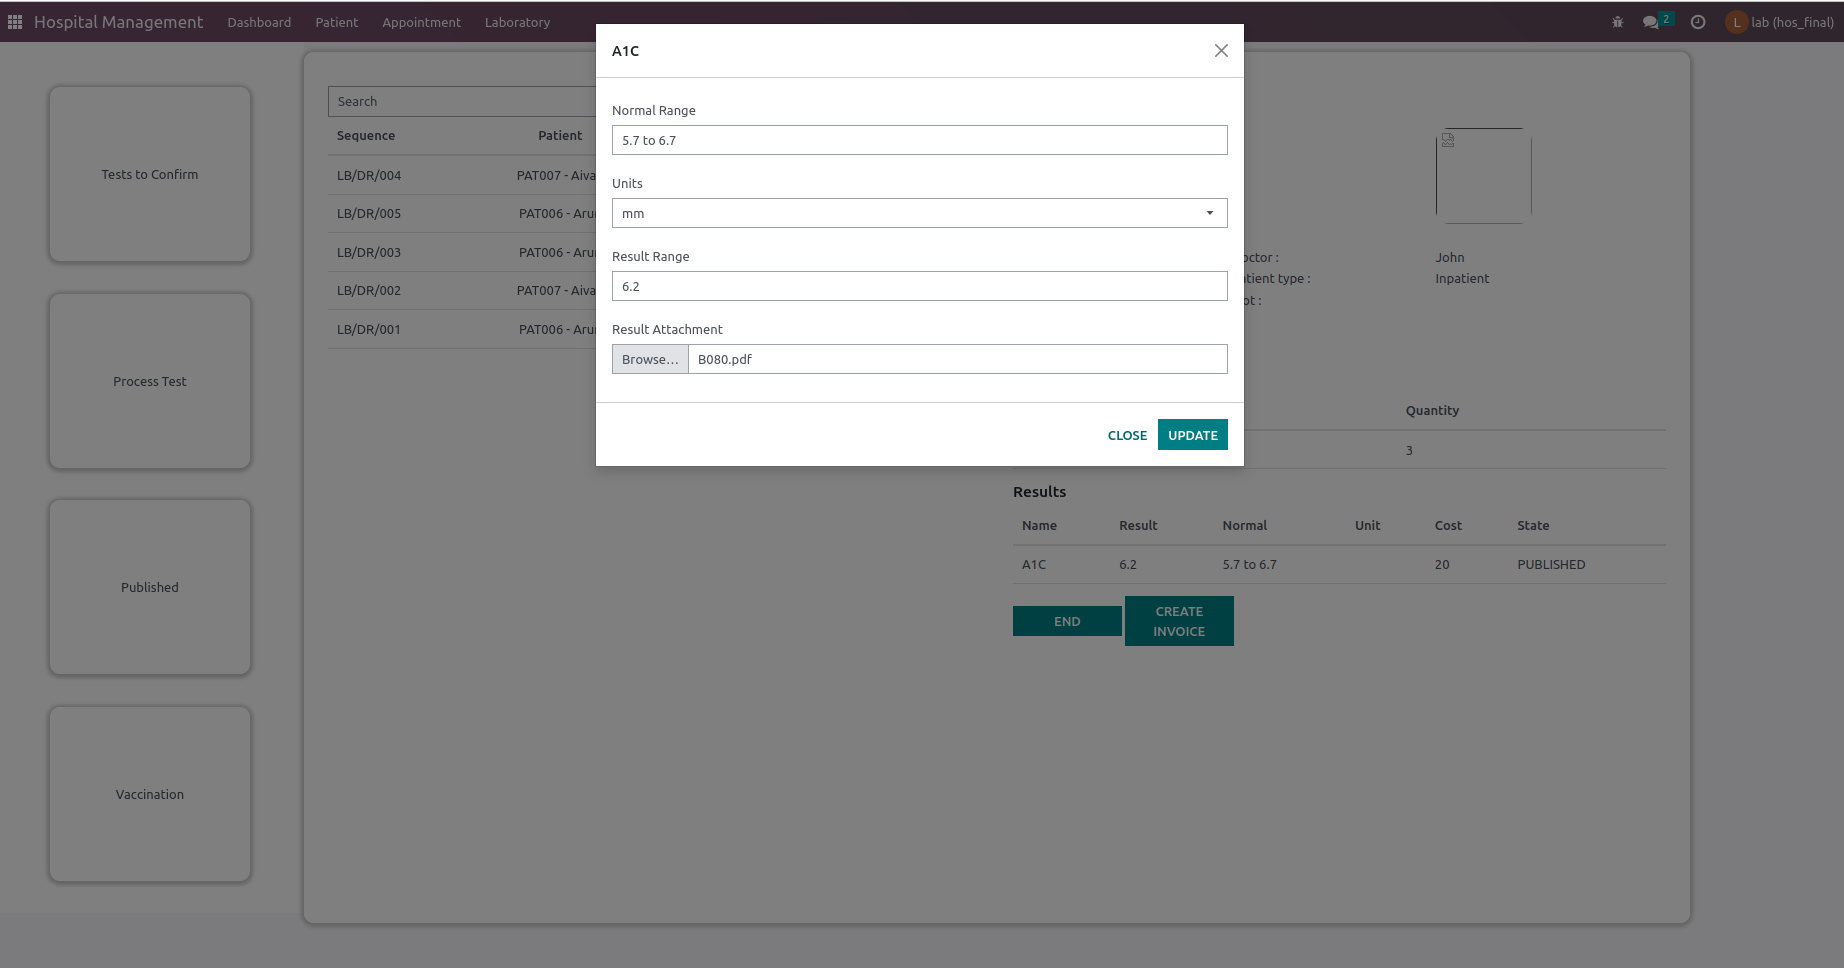 Hospital Management Dashboard Patient Appointment Laboratory 2 L lab (hos_final)
A1C
Normal Range
5.7 to 6.7
Units
mm
Result Range
6.2
Result Attachment
Browse... B080.pdf
CLOSE UPDATE
Tests to Confirm
Process Test
Published
Vaccination
Search
Sequence Patient
LB/DR/004 PAT007 - Aiva
LB/DR/005 PAT006 - Aru
LB/DR/003 PAT006 - Aru
LB/DR/002 PAT007 - Aiva
LB/DR/001 PAT006 - Aru
octor : John
tient type : Inpatient
ot :
Quantity
3
Results
Name Result Normal Unit Cost State
A1C 6.2 5.7 to 6.7 20 PUBLISHED
END
CREATE
INVOICE